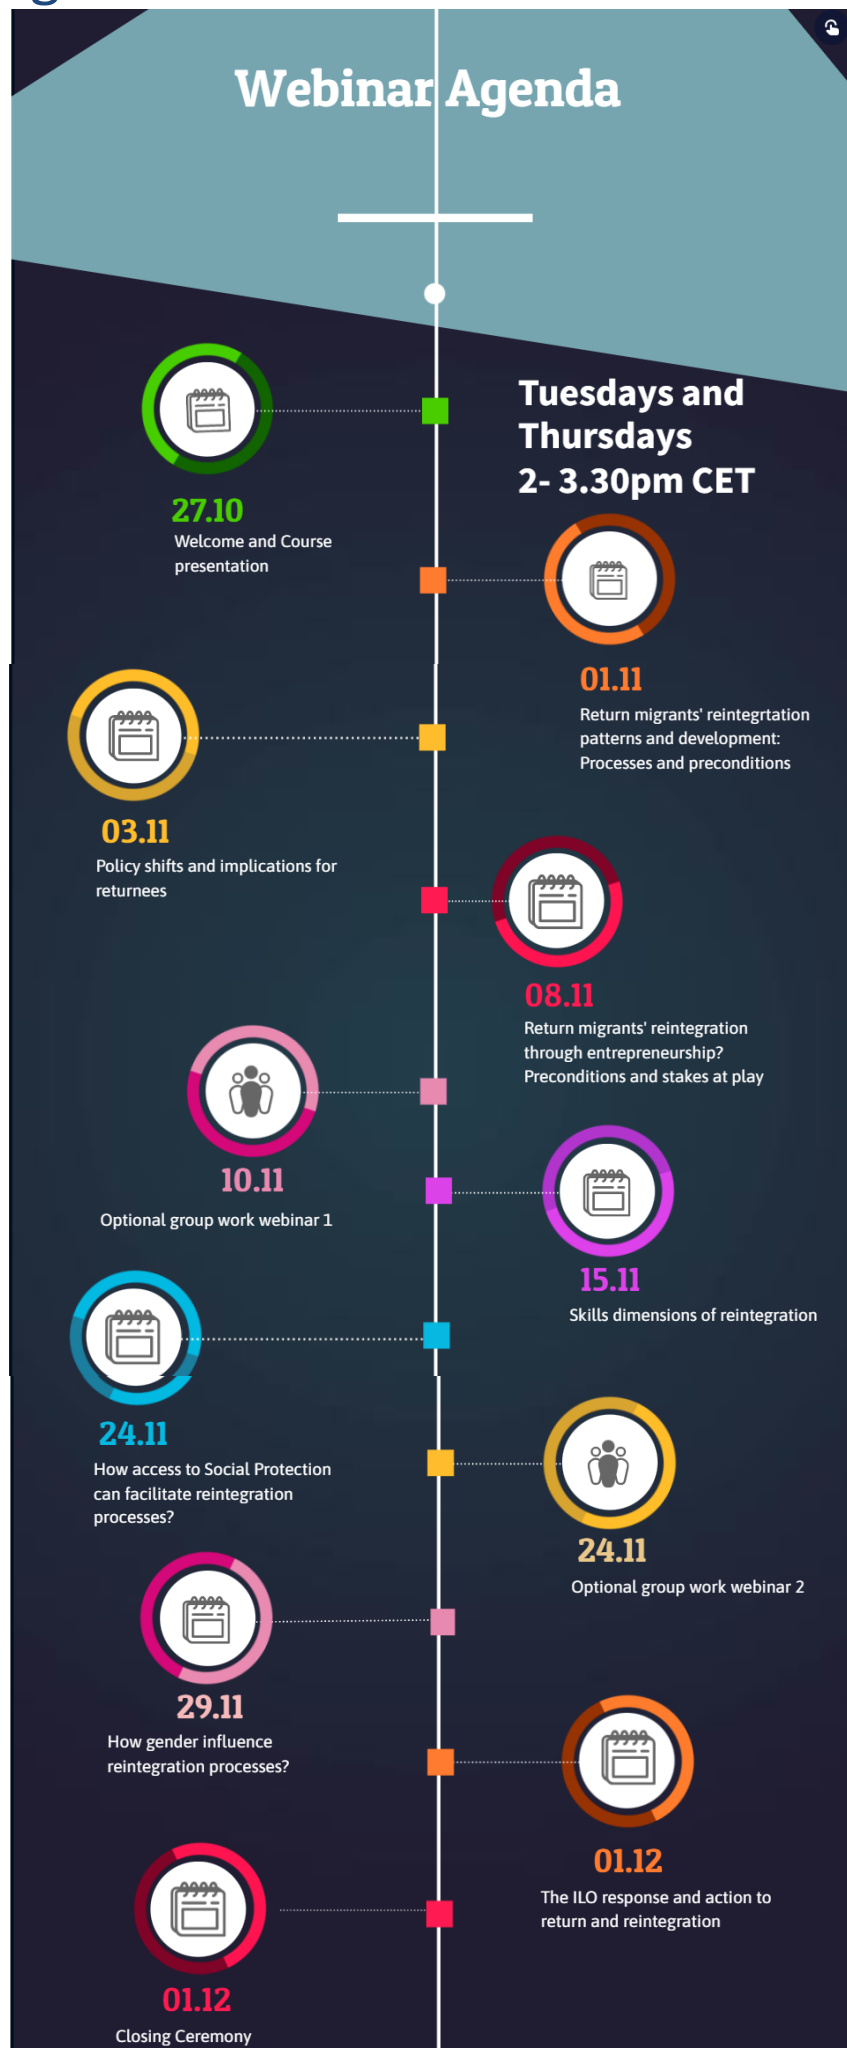 Webinar Agenda
Tuesdays and
Thursdays
2- 3.30pm CET
27.10
Welcome and Course
presentation
01.11
Return migrants' reintegrtation
patterns and development:
Processes and preconditions
03.11
Policy shifts and implications for
returnees
08.11
Return migrants' reintegration
through entrepreneurship?
Preconditions and stakes at play
10.11
Optional group work webinar 1
15.11
Skills dimensions of reintegration
24.11
How access to Social Protection
can facilitate reintegration
processes?
24.11
Optional group work webinar 2
29.11
How gender influence
reintegration processes?
01.12
The ILO response and action to
return and reintegration
01.12
Closing Ceremony